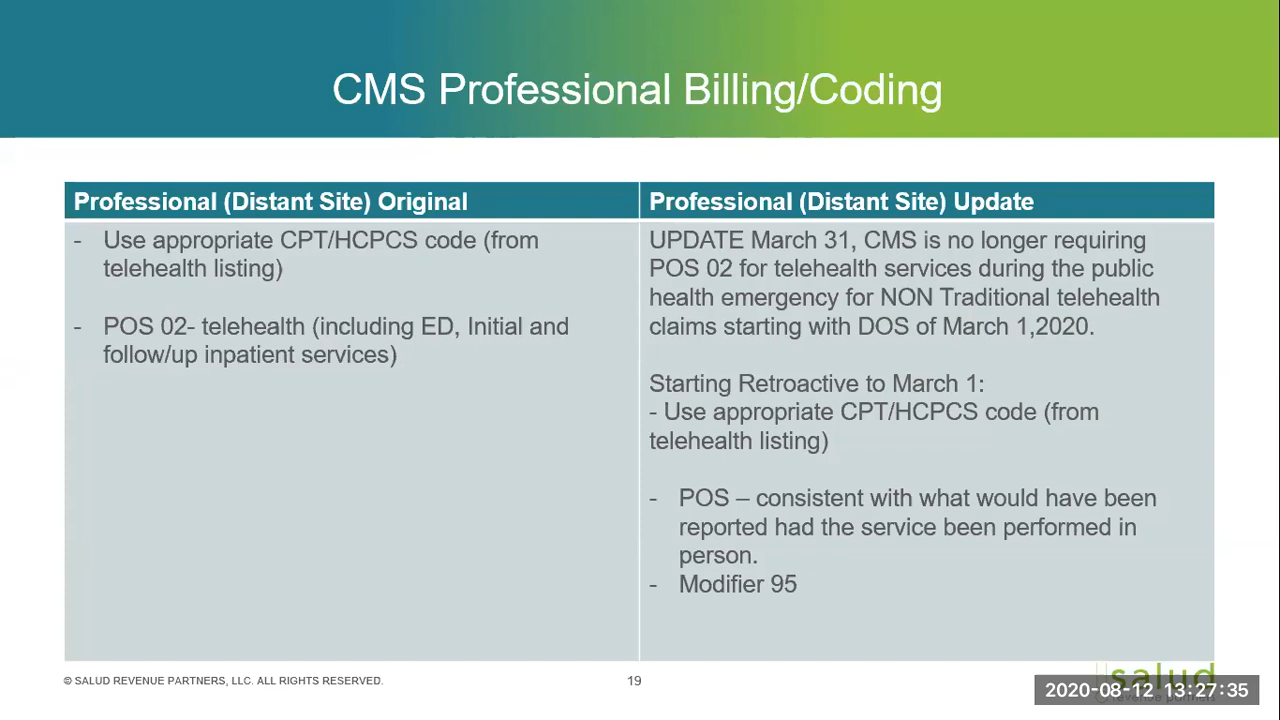 CMS Professional Billing/Coding
Professional (Distant Site) Original
- Use appropriate CPT/HCPCS code (from
telehealth listing)
- POS 02- telehealth (including ED, Initial and
follow/up inpatient services)
Professional (Distant Site) Update
UPDATE March 31, CMS is no longer requiring
POS 02 for telehealth services during the public
health emergency for NON Traditional telehealth
claims starting with DOS of March 1,2020.
Starting Retroactive to March 1:
- Use appropriate CPT/HCPCS code (from
telehealth listing)
- POS – consistent with what would have been
reported had the service been performed in
person.
- Modifier 95
© SALUD REVENUE PARTNERS, LLC. ALL RIGHTS RESERVED.
19
salud
2020-08-12 13:27:35